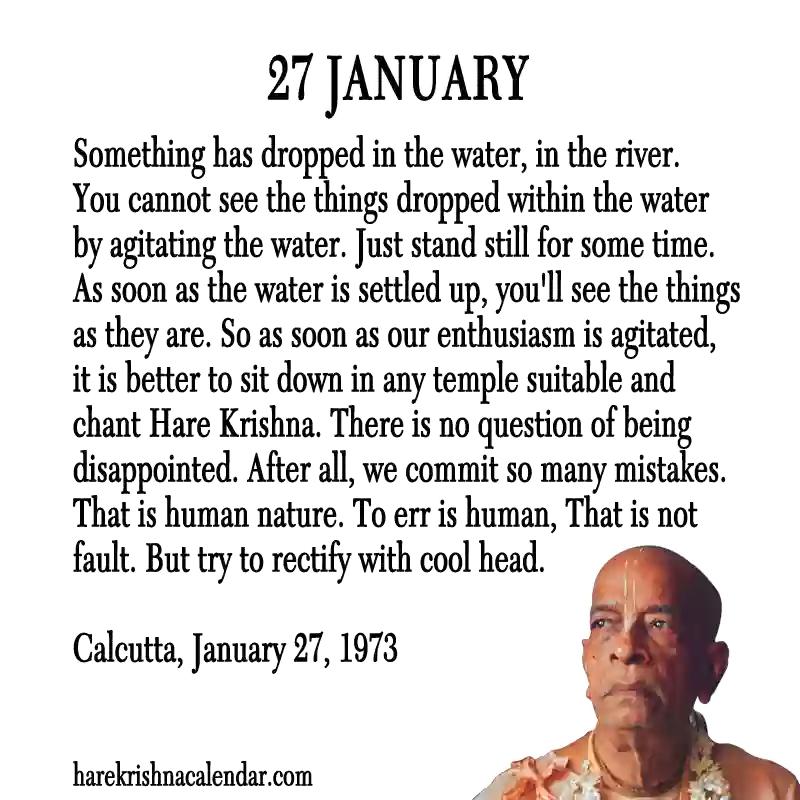 27 JANUARY
Something has dropped in the water, in the river.
You cannot see the things dropped within the water
by agitating the water. Just stand still for some time.
As soon as the water is settled up, you'll see the things
as they are. So as soon as our enthusiasm is agitated,
it is better to sit down in any temple suitable and
chant Hare Krishna. There is no question of being
disappointed. After all, we commit so many mistakes.
That is human nature. To err is human, That is not
fault. But try to rectify with cool head.
Calcutta, January 27, 1973
harekrishnacalendar.com